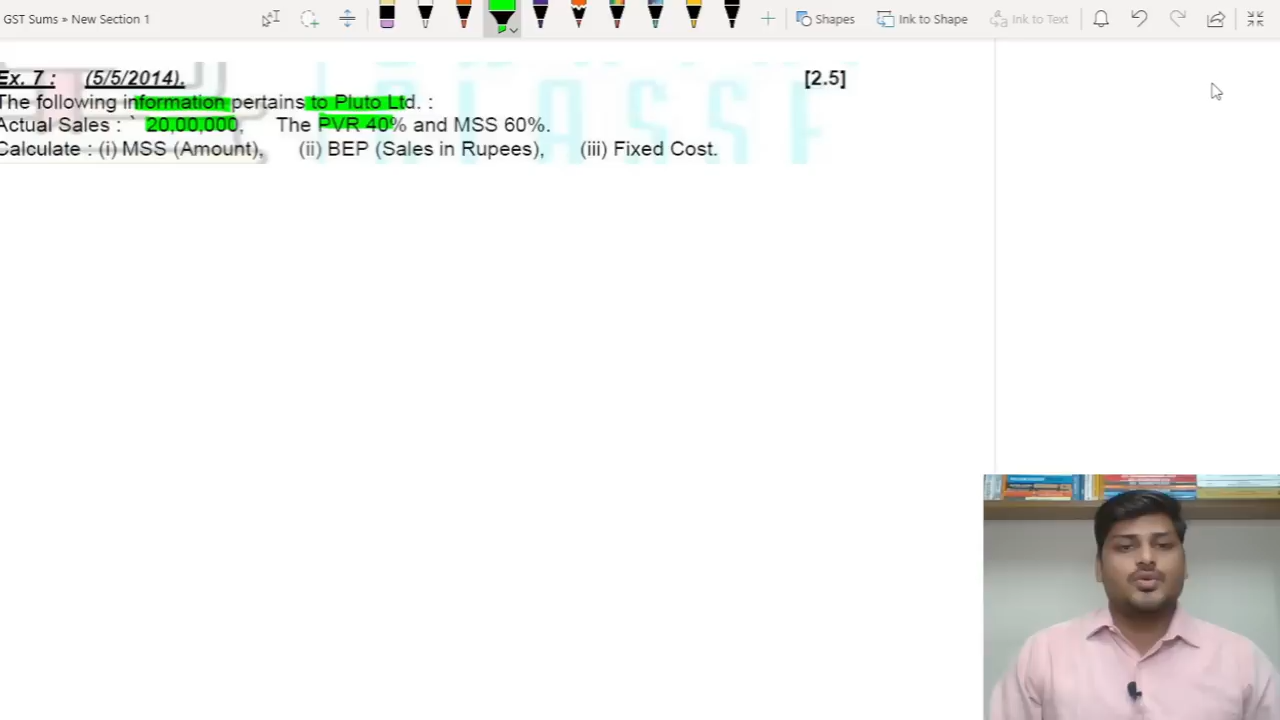 GST Sums » New Section 1
Shapes
Ink to Shape
Ink to Text
Ex. 7 : (5/5/2014). [2.5]
The following information pertains to Pluto Ltd. :
Actual Sales : ` 20,00,000, The PVR 40% and MSS 60%.
Calculate : (i) MSS (Amount), (ii) BEP (Sales in Rupees), (iii) Fixed Cost.